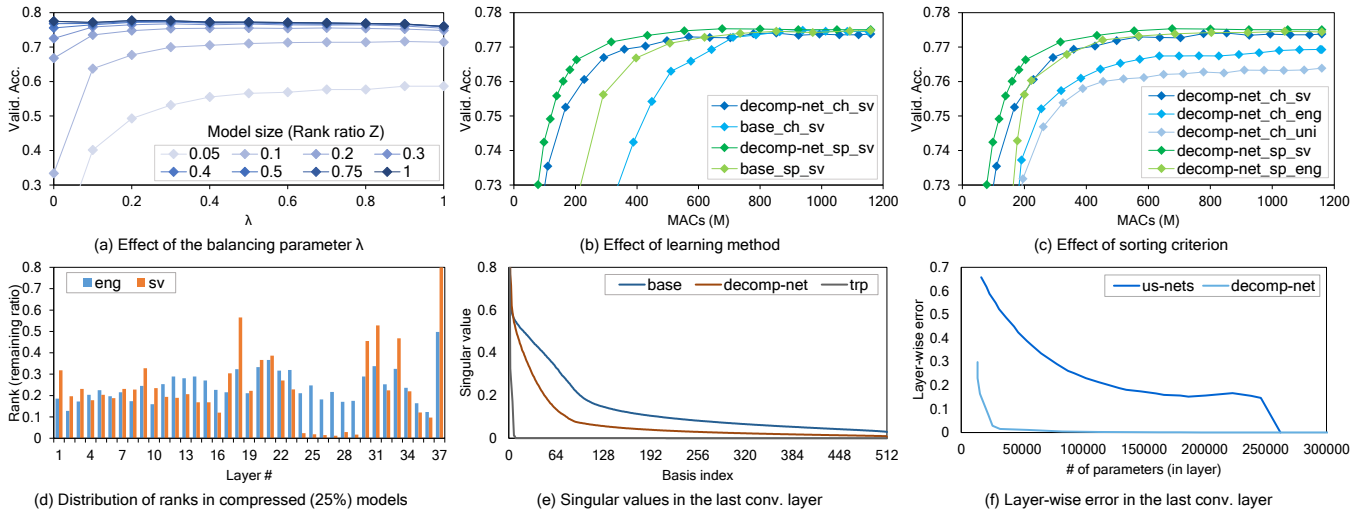 0.8
0.7
0.6
0.5
0.4
0.3
Valid. Acc.
Model size (Rank ratio Z)
0.05 0.1 0.2 0.3
0.4 0.5 0.75 1
0 0.2 0.4 0.6 0.8 1
λ
(a) Effect of the balancing parameter λ
0.78
0.77
0.76
0.75
0.74
0.73
Valid. Acc.
decomp-net_ch_sv
base_ch_sv
decomp-net_sp_sv
base_sp_sv
0 200 400 600 800 1000 1200
MACs (M)
(b) Effect of learning method
0.78
0.77
0.76
0.75
0.74
0.73
Valid. Acc.
decomp-net_ch_sv
decomp-net_ch_eng
decomp-net_ch_uni
decomp-net_sp_sv
decomp-net_sp_eng
0 200 400 600 800 1000 1200
MACs (M)
(c) Effect of sorting criterion
0.8
0.7
0.6
0.5
0.4
0.3
0.2
0.1
0
Rank (remaining ratio)
eng sv
1 4 7 10 13 16 19 22 25 28 31 34 37
Layer #
(d) Distribution of ranks in compressed (25%) models
0.8
0.6
0.4
0.2
0
Singular value
base decomp-net trp
0 64 128 192 256 320 384 448 512
Basis index
(e) Singular values in the last conv. layer
0.7
0.6
0.5
0.4
0.3
0.2
0.1
0
Layer-wise error
us-nets decomp-net
0 50000 100000 150000 200000 250000 300000
# of parameters (in layer)
(f) Layer-wise error in the last conv. layer